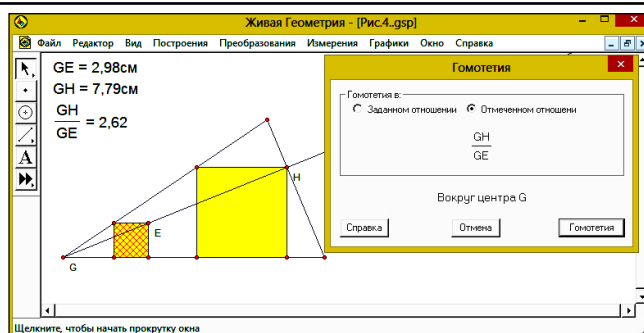 Живая Геометрия - [Рис.4..gsp]
Файл Редактор Вид Построения Преобразования Измерения Графики Окно Справка
GE = 2,98см
GH = 7,79см
GH
GE
= 2,62
A
H
E
G
Гомотетия
Гомотетия в:
Заданном отношении Отмеченном отношени
GH
GE
Вокруг центра G
Справка Отмена Гомотетия
Щелкните, чтобы начать прокрутку окна